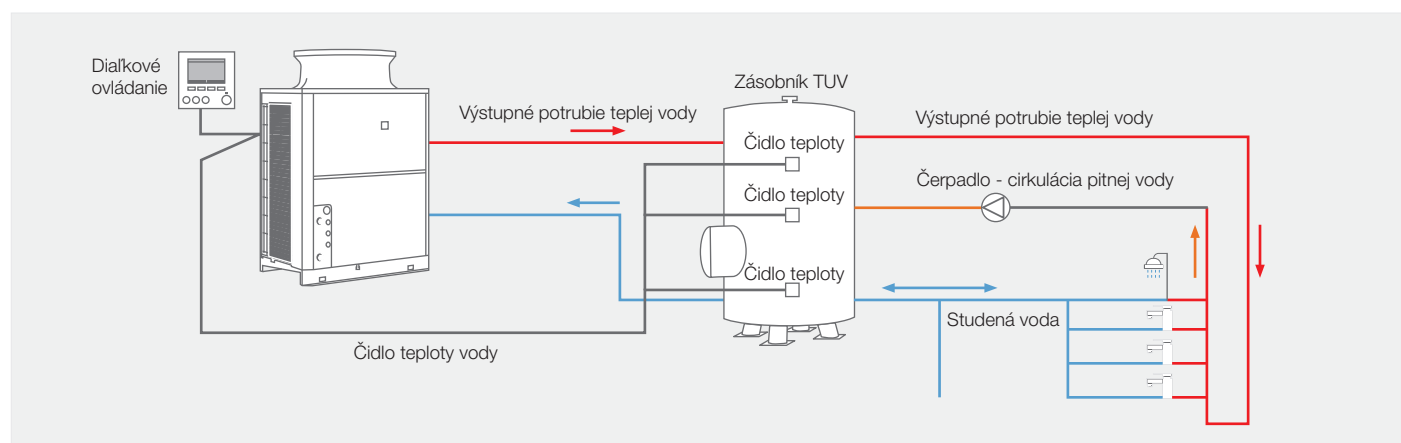 Diaľkové
ovládanie
Zásobník TUV
Výstupné potrubie teplej vody
Výstupné potrubie teplej vody
Čidlo teploty
Čidlo teploty
Čerpadlo - cirkulácia pitnej vody
Čidlo teploty
Studená voda
Čidlo teploty vody